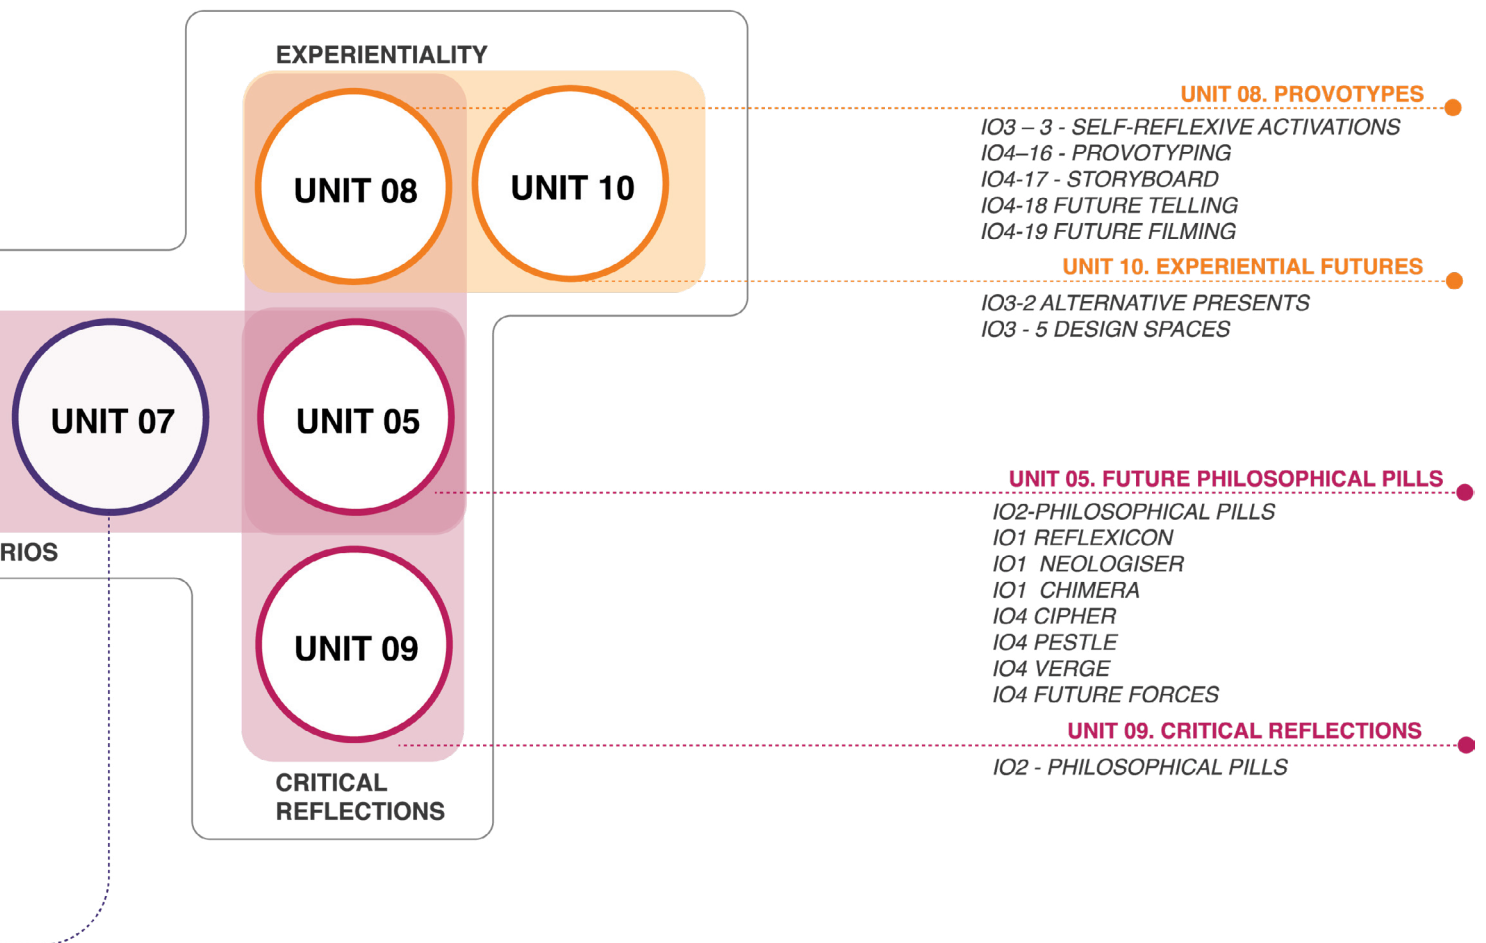 EXPERIENTIALITY
UNIT 08
UNIT 10
UNIT 07
UNIT 05
RIOS
UNIT 09
CRITICAL
REFLECTIONS
UNIT 08. PROVOTYPES
IO3 – 3 - SELF-REFLEXIVE ACTIVATIONS
IO4–16 - PROVOTYPING
IO4-17 - STORYBOARD
IO4-18 FUTURE TELLING
IO4-19 FUTURE FILMING
UNIT 10. EXPERIENTIAL FUTURES
IO3-2 ALTERNATIVE PRESENTS
IO3 - 5 DESIGN SPACES
UNIT 05. FUTURE PHILOSOPHICAL PILLS
IO2-PHILOSOPHICAL PILLS
IO1 REFLEXICON
IO1  NEOLOGISER
IO1  CHIMERA
IO4 CIPHER
IO4 PESTLE
IO4 VERGE
IO4 FUTURE FORCES
UNIT 09. CRITICAL REFLECTIONS
IO2 - PHILOSOPHICAL PILLS